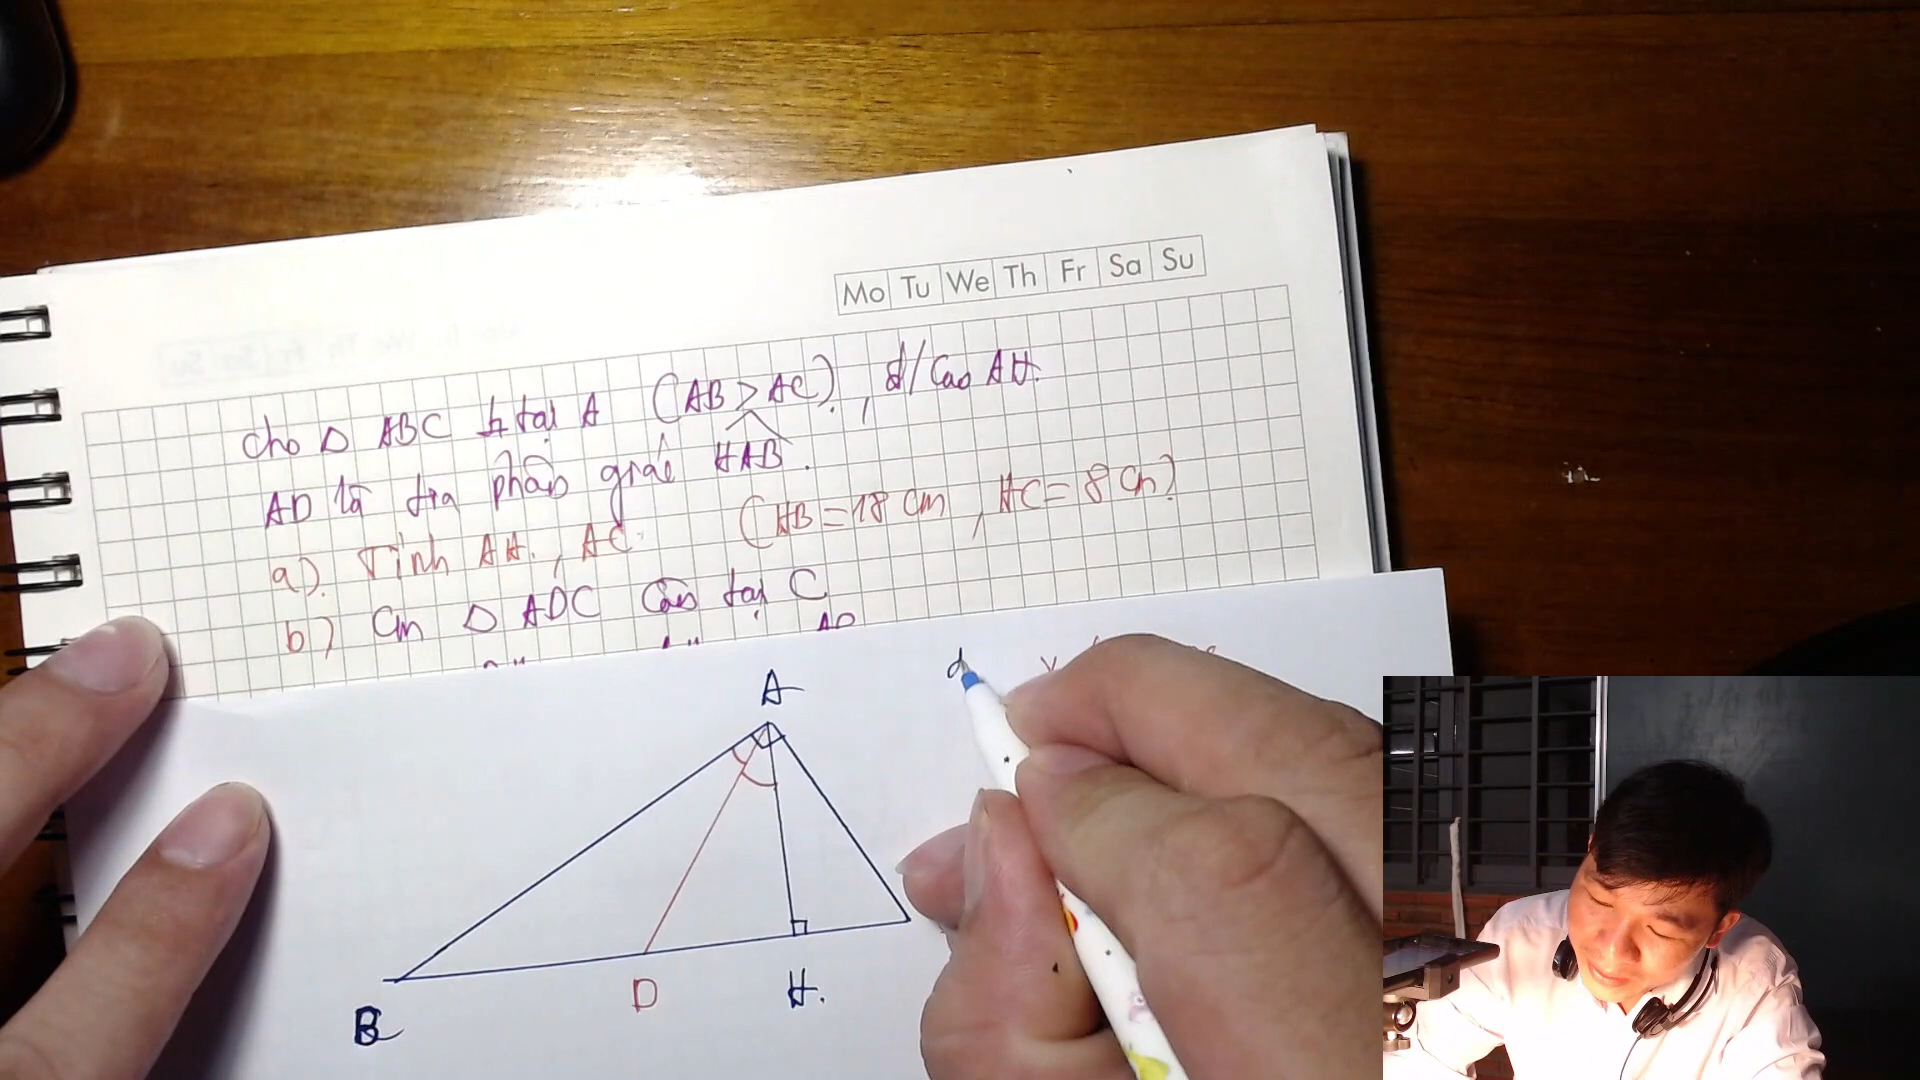 Mo Tu We Th Fr Sa Su
Cho Δ ABC ⊥ tại A (AB > AC), đ/cao AH.
AD là tia phân giác HAB.
a). Tính AH, AC. (HB = 18 cm, HC = 8 cm)
b) Cm Δ ADC cân tại C
A
B
D
H.